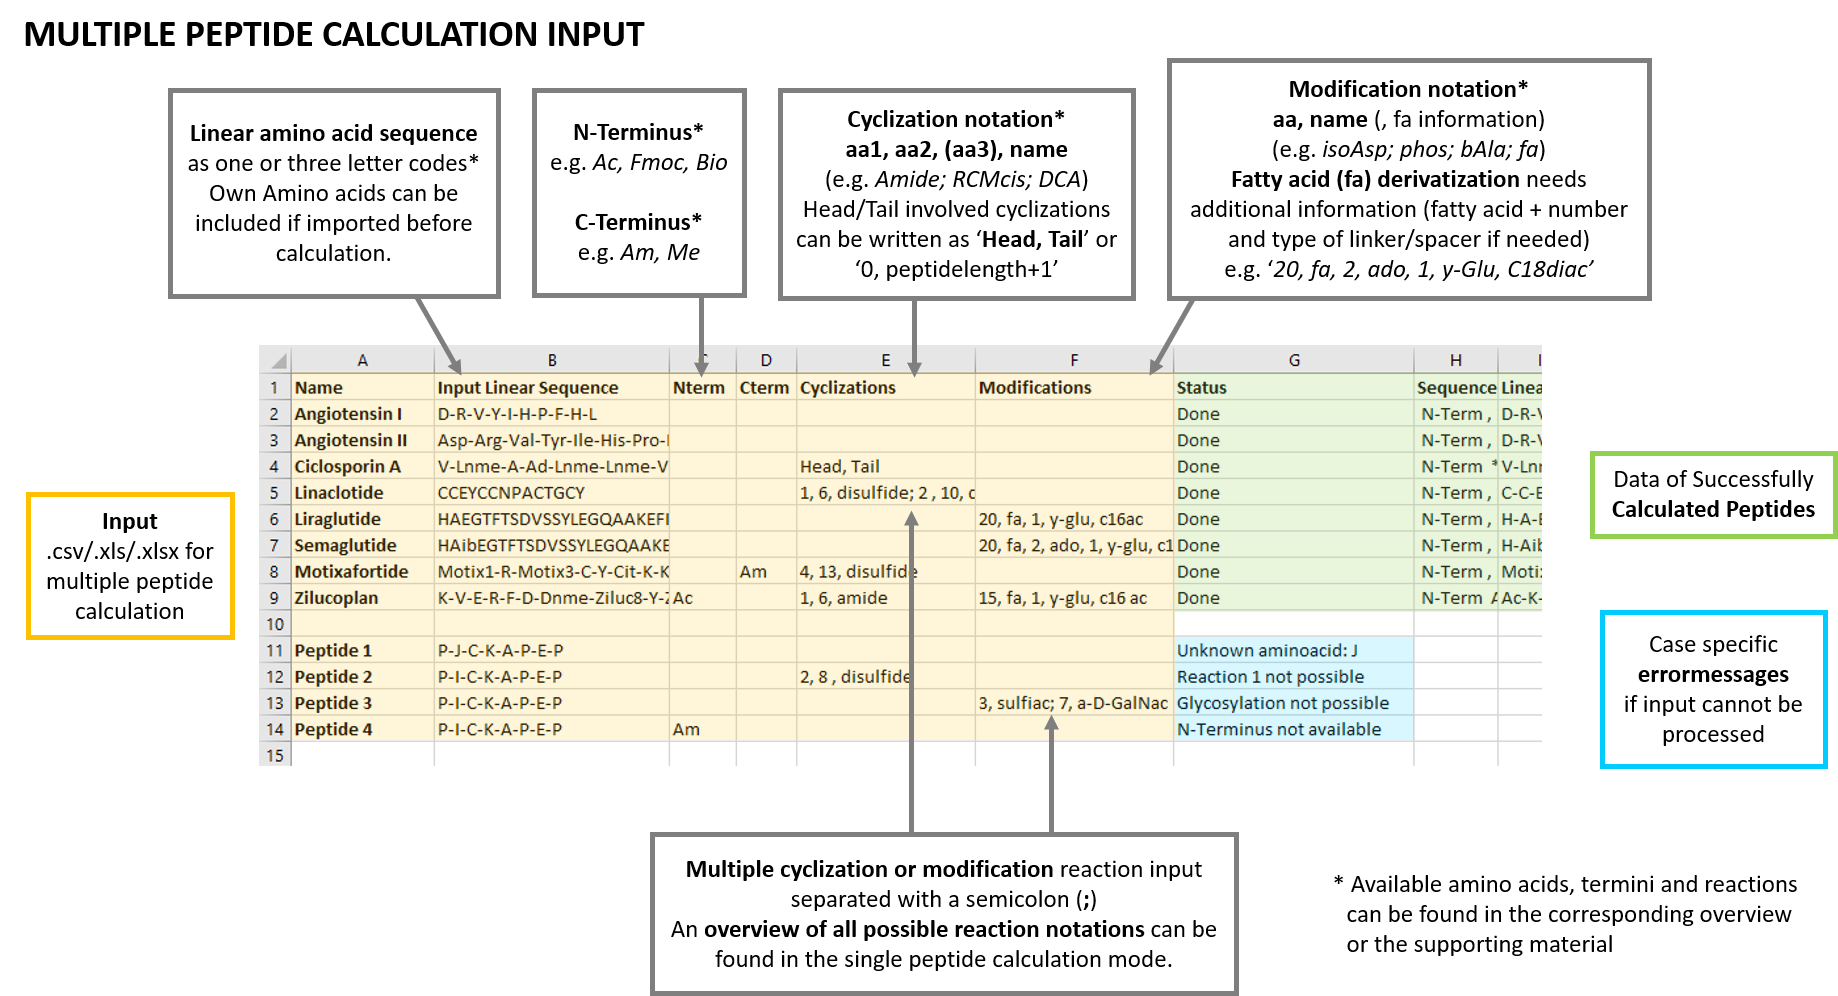 MULTIPLE PEPTIDE CALCULATION INPUT
Linear amino acid sequence
as one or three letter codes*
Own Amino acids can be
included if imported before
calculation.
N-Terminus*
e.g. Ac, Fmoc, Bio
C-Terminus*
e.g. Am, Me
Cyclization notation*
aa1, aa2, (aa3), name
(e.g. Amide; RCMcis; DCA)
Head/Tail involved cyclizations
can be written as ‘Head, Tail’ or
‘0, peptidelength+1’
Modification notation*
aa, name (, fa information)
(e.g. isoAsp; phos; bAla; fa)
Fatty acid (fa) derivatization needs
additional information (fatty acid + number
and type of linker/spacer if needed)
e.g. ‘20, fa, 2, ado, 1, y-Glu, C18diac’
A B D E F G H I
1 Name Input Linear Sequence Nterm Cterm Cyclizations Modifications Status Sequence Linea
2 Angiotensin I D-R-V-Y-I-H-P-F-H-L Done N-Term , D-R-V
3 Angiotensin II Asp-Arg-Val-Tyr-Ile-His-Pro- Done N-Term , D-R-V
4 Ciclosporin A V-Lnme-A-Ad-Lnme-Lnme-V Head, Tail Done N-Term * V-Lnr
5 Linaclotide CCEYCCNPACTGCY 1, 6, disulfide; 2 , 10, d Done N-Term , C-C-E
6 Liraglutide HAEGTFTSDVSSYLEGQAAKEFI 20, fa, 1, y-glu, c16ac Done N-Term , H-A-E
7 Semaglutide HAibEGTFTSDVSSYLEGQAAKE 20, fa, 2, ado, 1, y-glu, c1 Done N-Term , H-Aib
8 Motixafortide Motix1-R-Motix3-C-Y-Cit-K-K Am 4, 13, disulfide Done N-Term , Moti
9 Zilucoplan K-V-E-R-F-D-Dnme-Ziluc8-Y-Z Ac 1, 6, amide 15, fa, 1, y-glu, c16 ac Done N-Term A Ac-K-
10
11 Peptide 1 P-J-C-K-A-P-E-P Unknown aminoacid: J
12 Peptide 2 P-I-C-K-A-P-E-P 2, 8 , disulfide Reaction 1 not possible
13 Peptide 3 P-I-C-K-A-P-E-P 3, sulfiac; 7, a-D-GalNac Glycosylation not possible
14 Peptide 4 P-I-C-K-A-P-E-P Am N-Terminus not available
15
Input
.csv/.xls/.xlsx for
multiple peptide
calculation
Data of Successfully
Calculated Peptides
Case specific
errormessages
if input cannot be
processed
Multiple cyclization or modification reaction input
separated with a semicolon (;)
An overview of all possible reaction notations can be
found in the single peptide calculation mode.
* Available amino acids, termini and reactions
can be found in the corresponding overview
or the supporting material